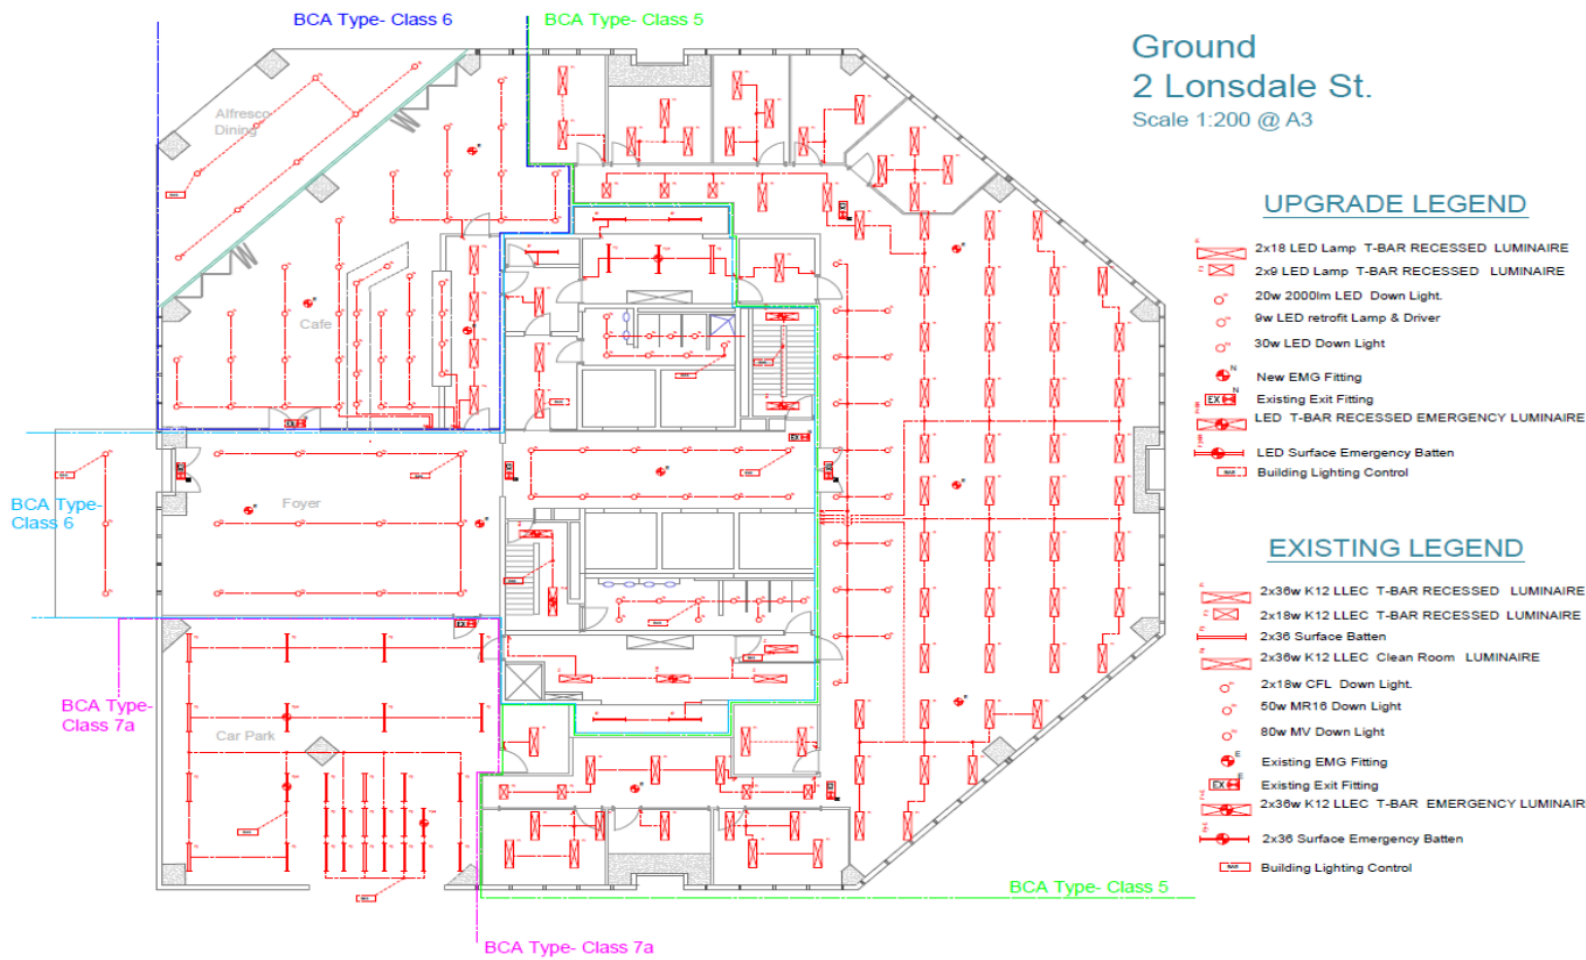 BCA Type- Class 6
BCA Type- Class 5
Ground
2 Lonsdale St.
Scale 1:200 @ A3
Alfresco
Dining
Cafe
Foyer
Car Park
BCA Type-
Class 6
BCA Type-
Class 7a
BCA Type- Class 5
BCA Type- Class 7a
UPGRADE LEGEND
2x18 LED Lamp T-BAR RECESSED LUMINAIRE
2x9 LED Lamp T-BAR RECESSED LUMINAIRE
20w 2000lm LED Down Light.
9w LED retrofit Lamp & Driver
30w LED Down Light
N
New EMG Fitting
N
EX
Existing Exit Fitting
LED T-BAR RECESSED EMERGENCY LUMINAIRE
LED Surface Emergency Batten
Building Lighting Control
EXISTING LEGEND
2x36w K12 LLEC T-BAR RECESSED LUMINAIRE
2x18w K12 LLEC T-BAR RECESSED LUMINAIRE
2x36 Surface Batten
2x36w K12 LLEC Clean Room LUMINAIRE
2x18w CFL Down Light.
50w MR16 Down Light
80w MV Down Light
E
Existing EMG Fitting
E
EX
Existing Exit Fitting
2x36w K12 LLEC T-BAR EMERGENCY LUMINAIR
2x36 Surface Emergency Batten
Building Lighting Control